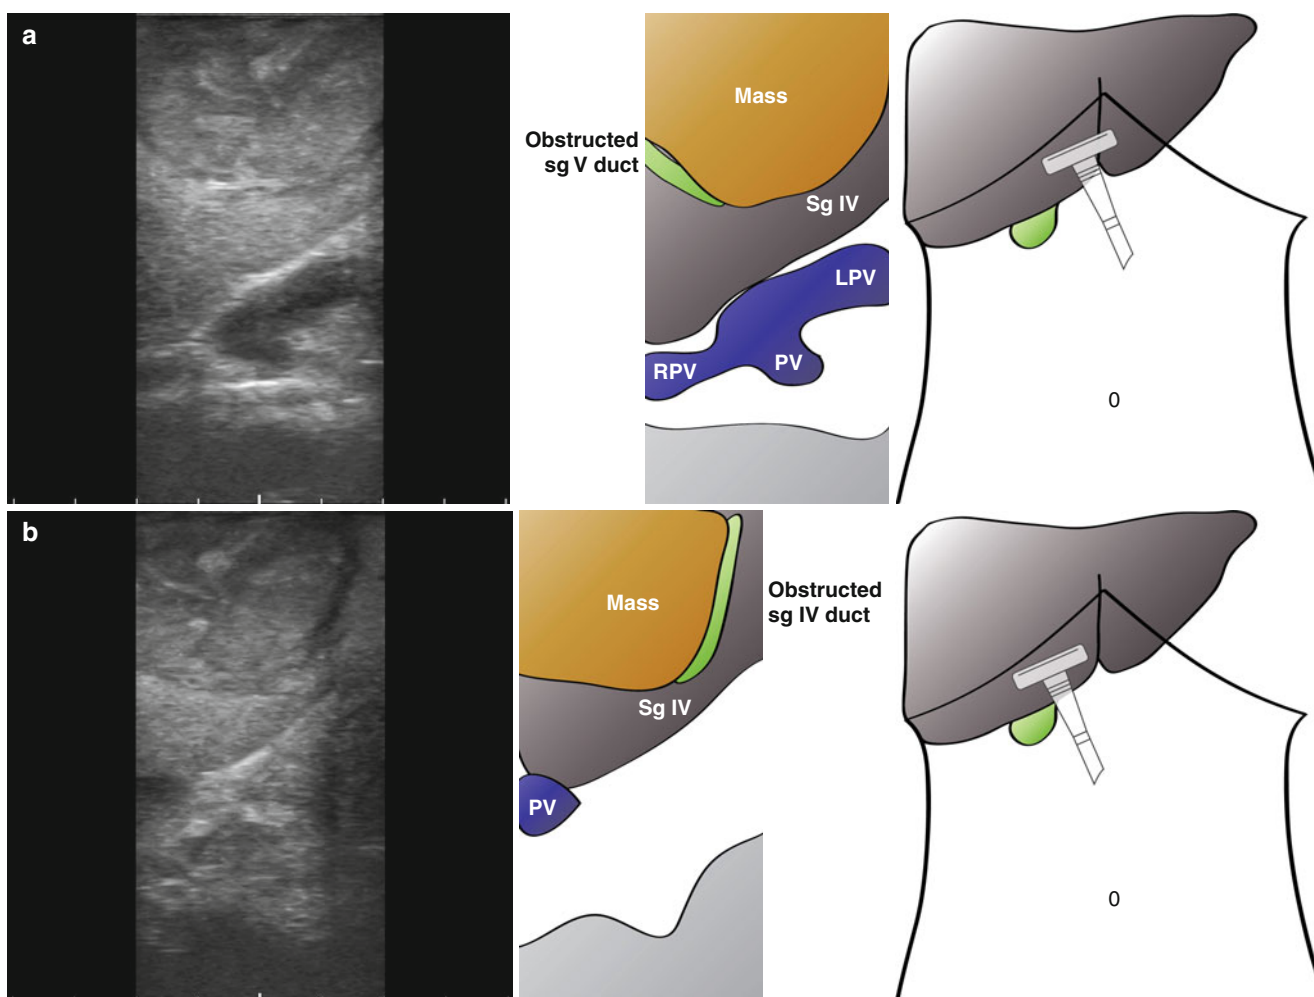 a
Mass
Obstructed
sg V duct
Sg IV
LPV
PV
RPV
0
b
Mass
Obstructed
sg IV duct
Sg IV
PV
0